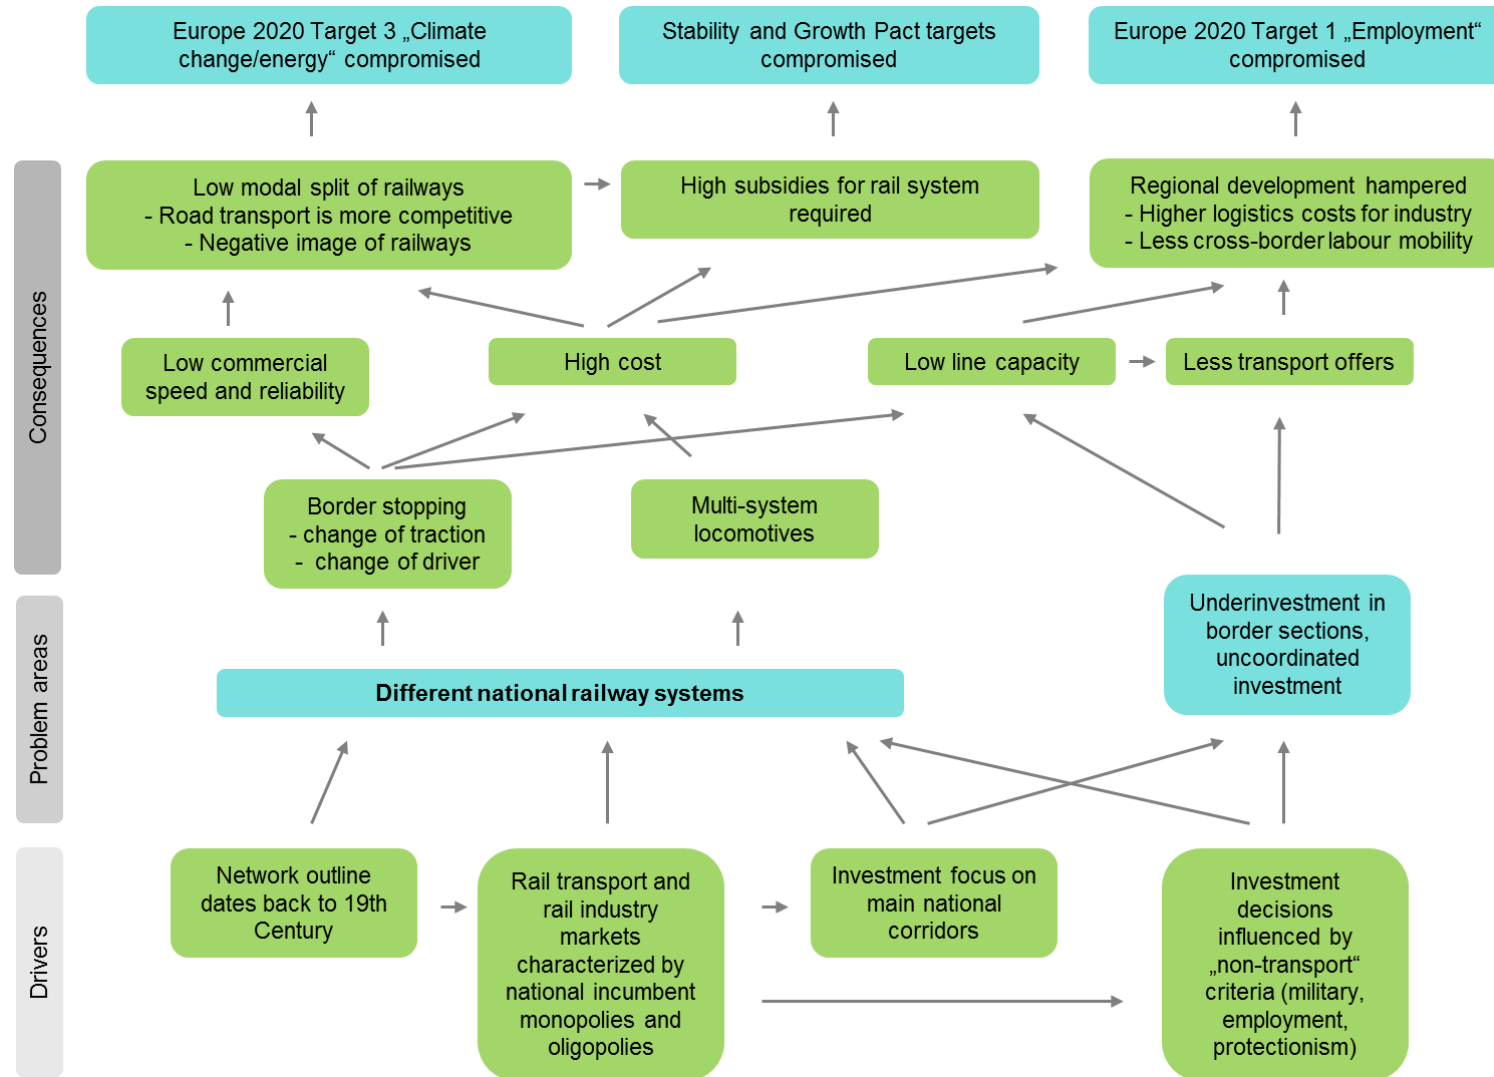 Europe 2020 Target 3 „Climate
change/energy“ compromised
Stability and Growth Pact targets
compromised
Europe 2020 Target 1 „Employment“
compromised
Consequences
Low modal split of railways
- Road transport is more competitive
- Negative image of railways
High subsidies for rail system
required
Regional development hampered
- Higher logistics costs for industry
- Less cross-border labour mobility
Low commercial
speed and reliability
High cost
Low line capacity
Less transport offers
Border stopping
- change of traction
- change of driver
Multi-system
locomotives
Problem areas
Underinvestment in
border sections,
uncoordinated
investment
Different national railway systems
Drivers
Network outline
dates back to 19th
Century
Rail transport and
rail industry
markets
characterized by
national incumbent
monopolies and
oligopolies
Investment focus on
main national
corridors
Investment
decisions
influenced by
„non-transport“
criteria (military,
employment,
protectionism)